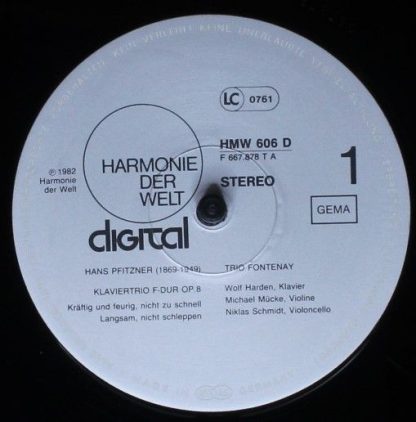 LC 0761
HMW 606 D
F 667.878 T A
STEREO
1
GEMA
℗ 1982
Harmonie
der Welt
HARMONIE
DER
WELT
digital
HANS PFITZNER (1869-1949)
KLAVIERTRIO F-DUR OP 8
Kräftig und feurig, nicht zu schnell
Langsam, nicht schleppen
TRIO FONTENAY
Wolf Harden, Klavier
Michael Mücke, Violine
Niklas Schmidt, Violoncello